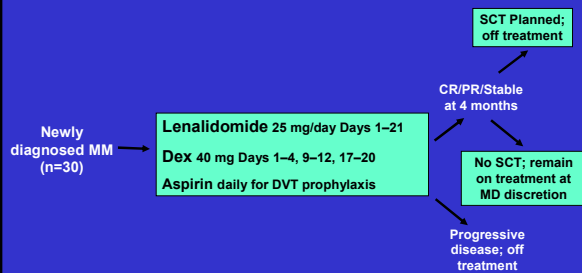 SCT Planned;
off treatment
CR/PR/Stable
at 4 months
Newly
diagnosed MM
(n=30)
Lenalidomide 25 mg/day Days 1–21
Dex 40 mg Days 1–4, 9–12, 17–20
Aspirin daily for DVT prophylaxis
No SCT; remain
on treatment at
MD discretion
Progressive
disease; off
treatment